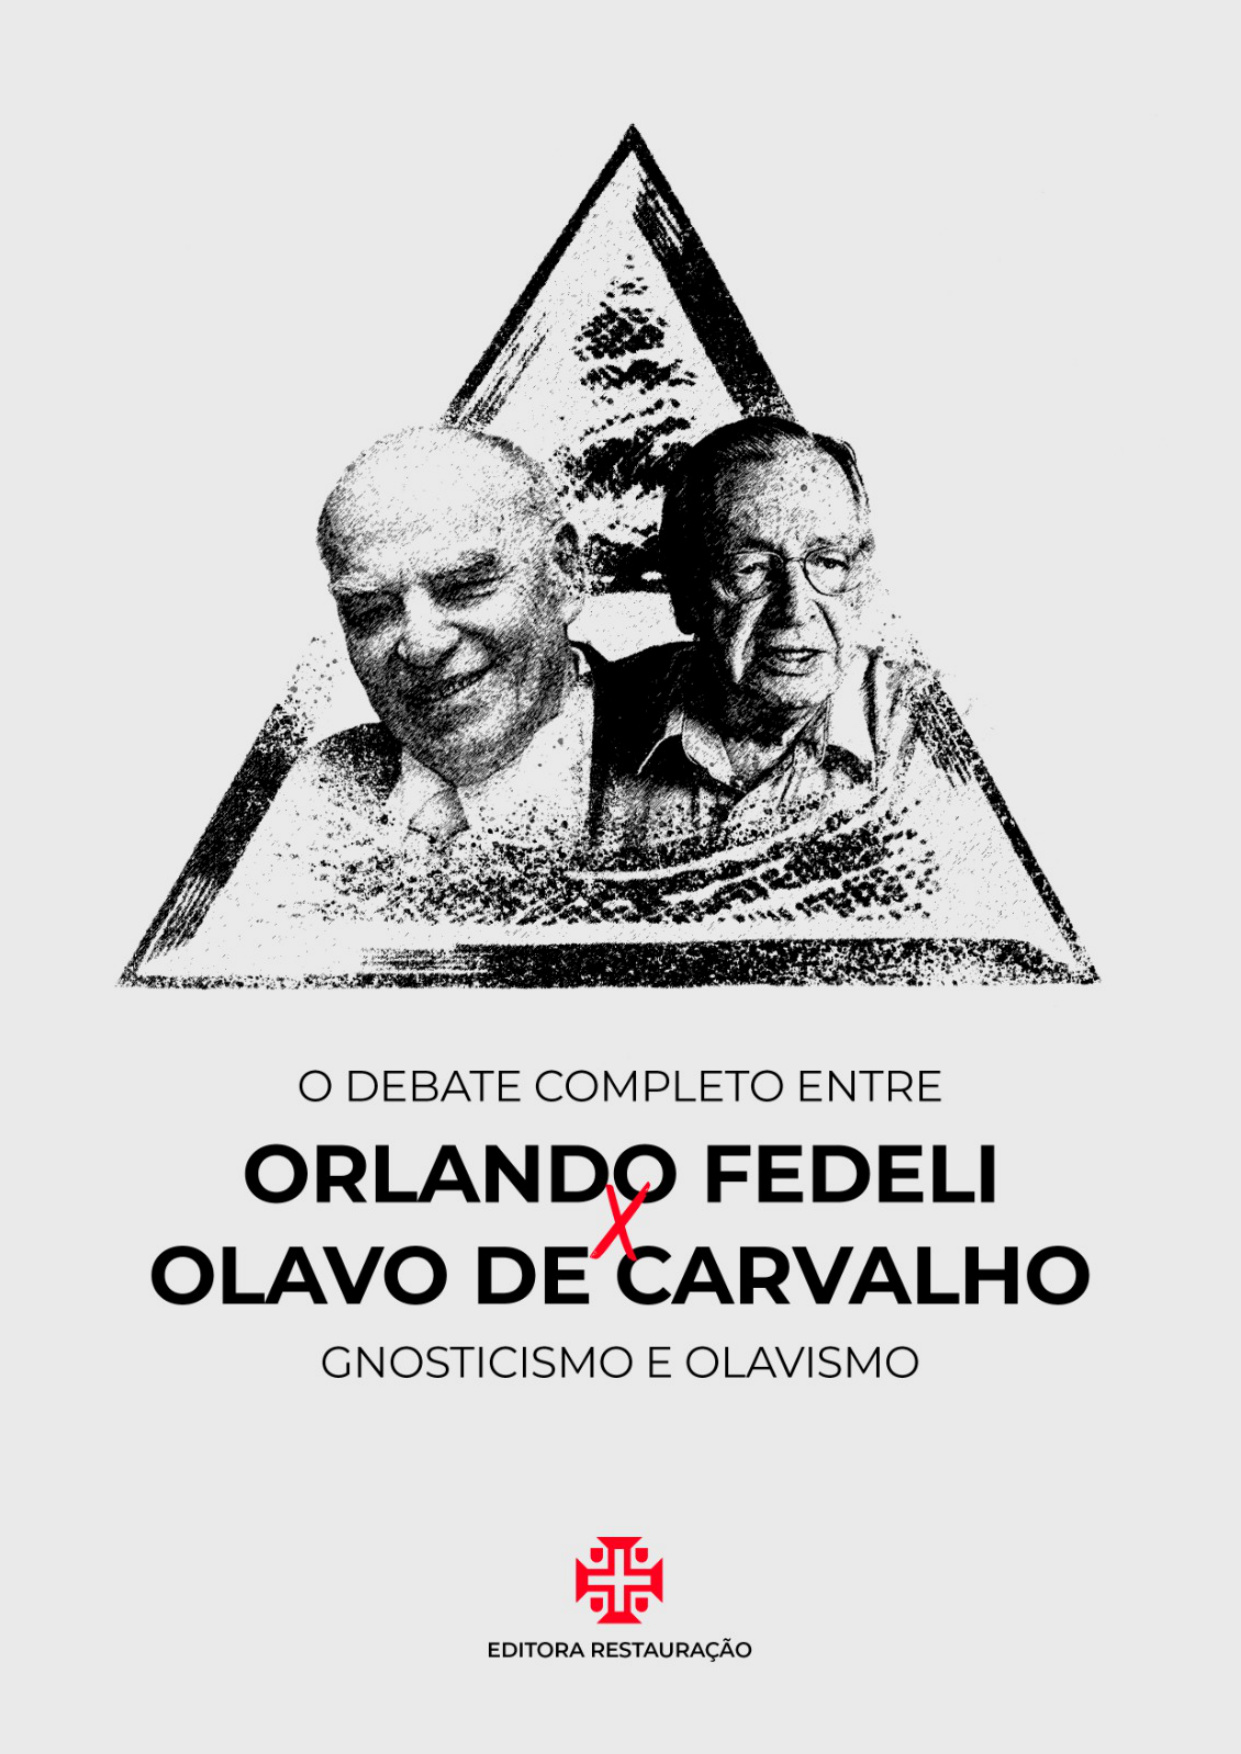 O DEBATE COMPLETO ENTRE
ORLANDO FEDELI
X
OLAVO DE CARVALHO
GNOSTICISMO E OLAVISMO
EDITORA RESTAURAÇÃO